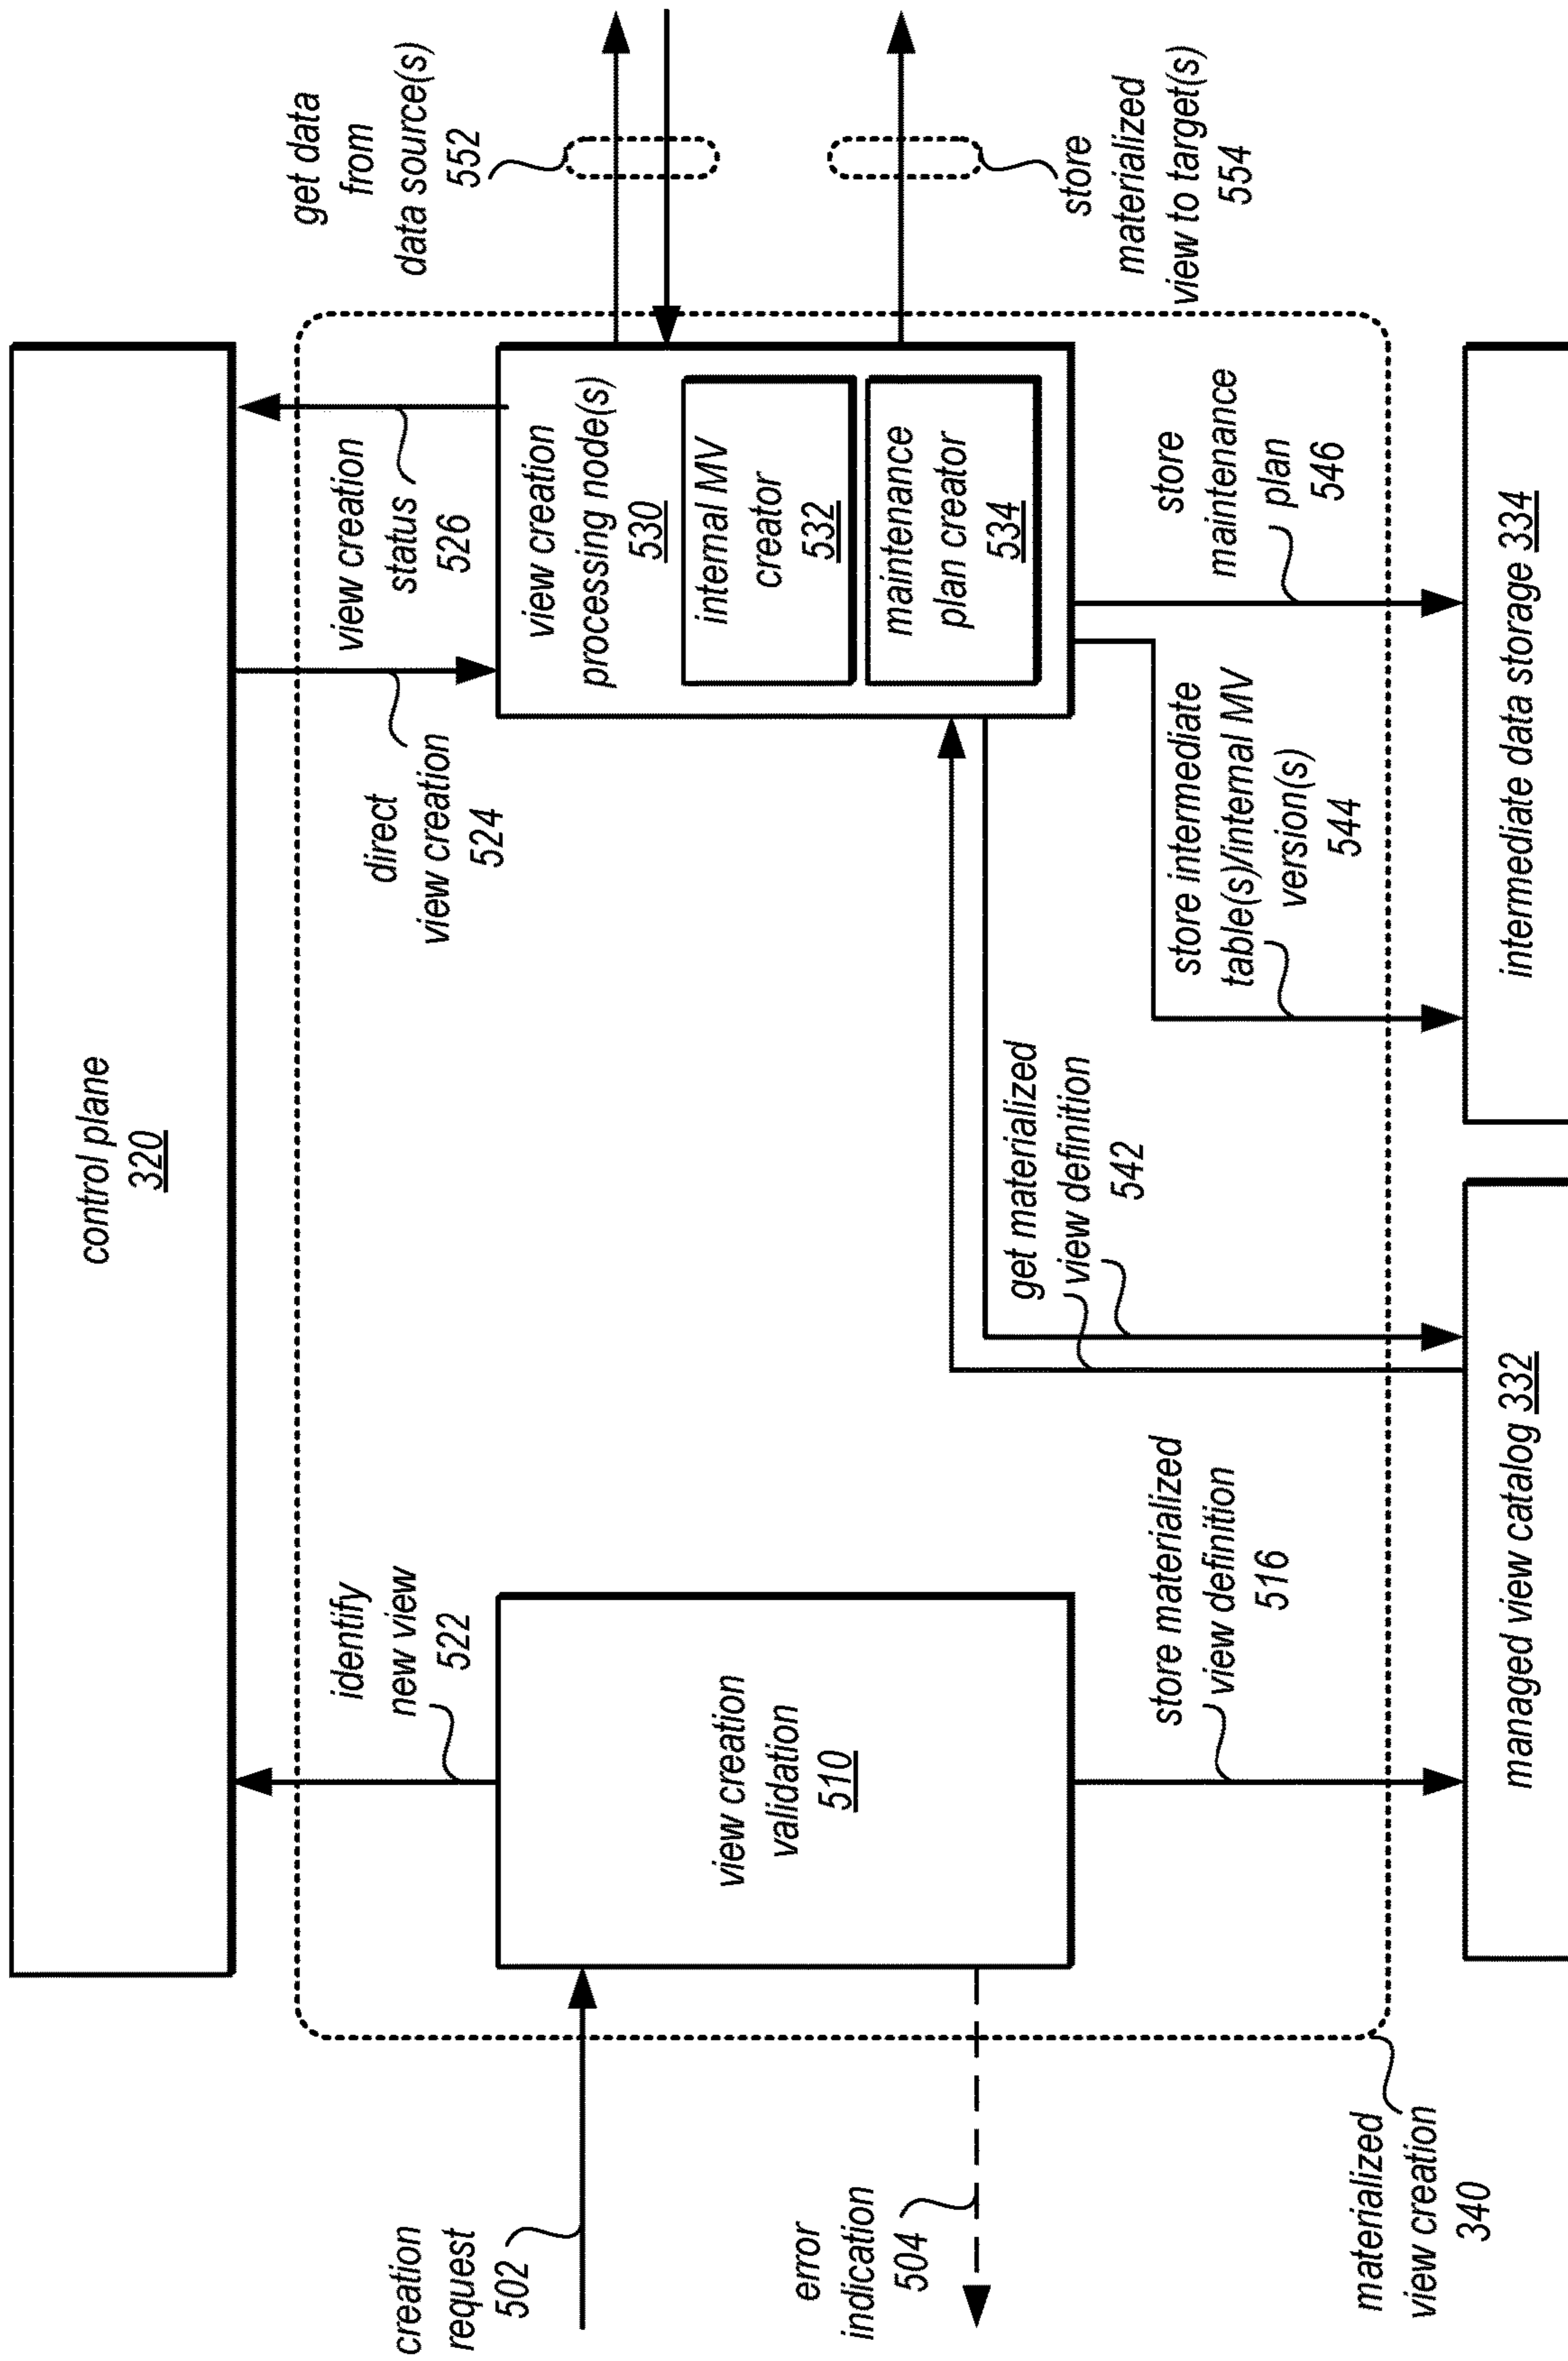 control plane
320
identify
new view
522
direct
view creation
524
view creation
status
526
get data
from
data source(s)
552
creation
request
502
view creation
validation
510
view creation
processing node(s)
530
internal MV
creator
532
maintenance
plan creator
534
error
indication
504
store
materialized
view to target(s)
554
get materialized
view definition
542
store materialized
view definition
516
store intermediate
table(s)/internal MV
version(s)
544
store
maintenance
plan
546
materialized
view creation
340
managed view catalog 332
intermediate data storage 334